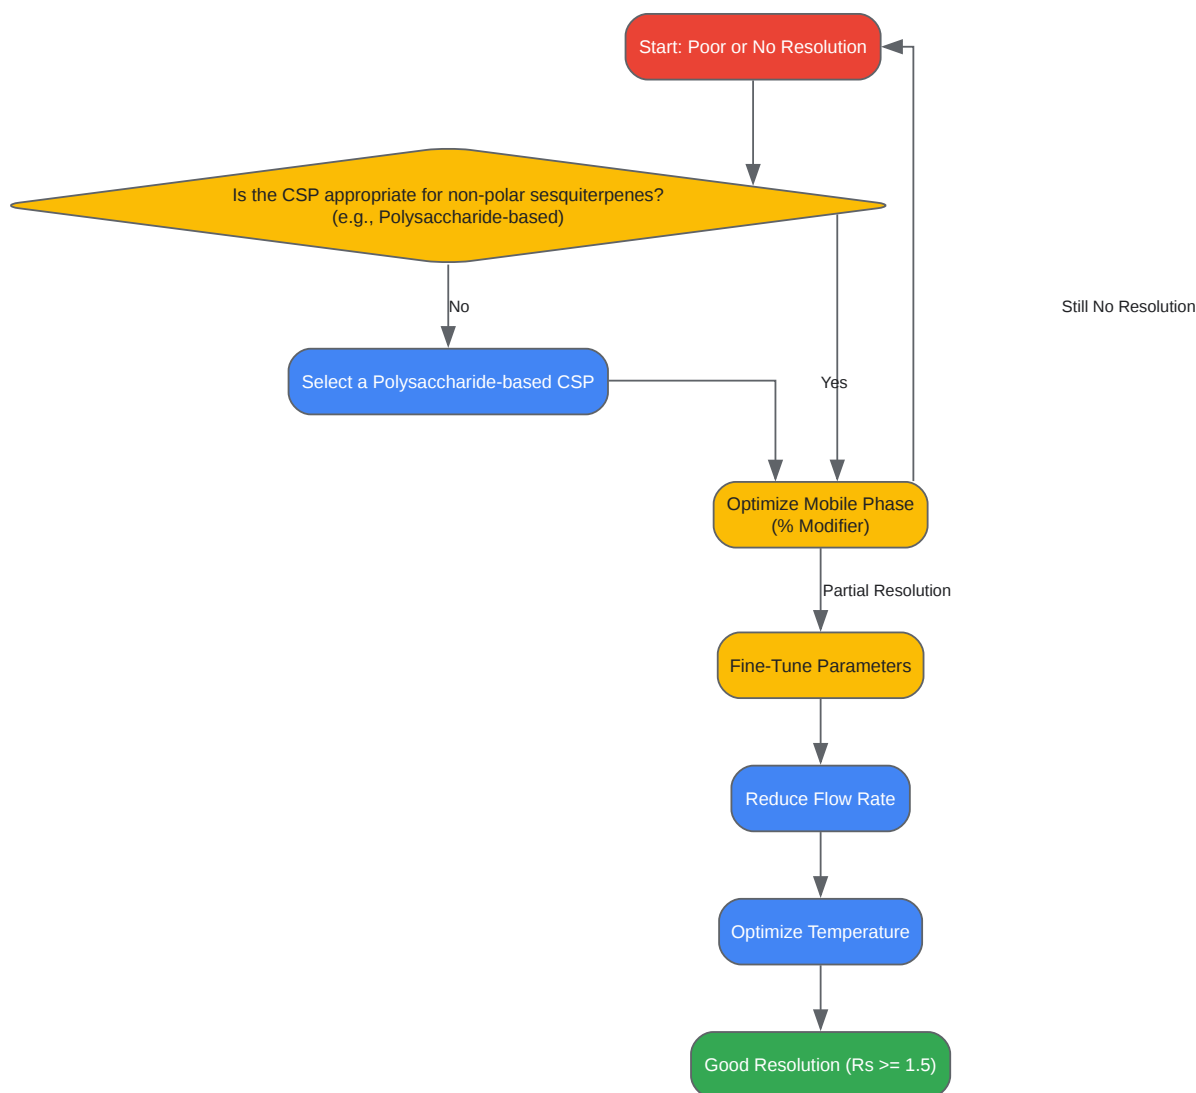 Start: Poor or No Resolution
Is the CSP appropriate for non-polar sesquiterpenes?
(e.g., Polysaccharide-based)
No
Still No Resolution
Select a Polysaccharide-based CSP
Yes
Optimize Mobile Phase
(% Modifier)
Partial Resolution
Fine-Tune Parameters
Reduce Flow Rate
Optimize Temperature
Good Resolution (Rs >= 1.5)